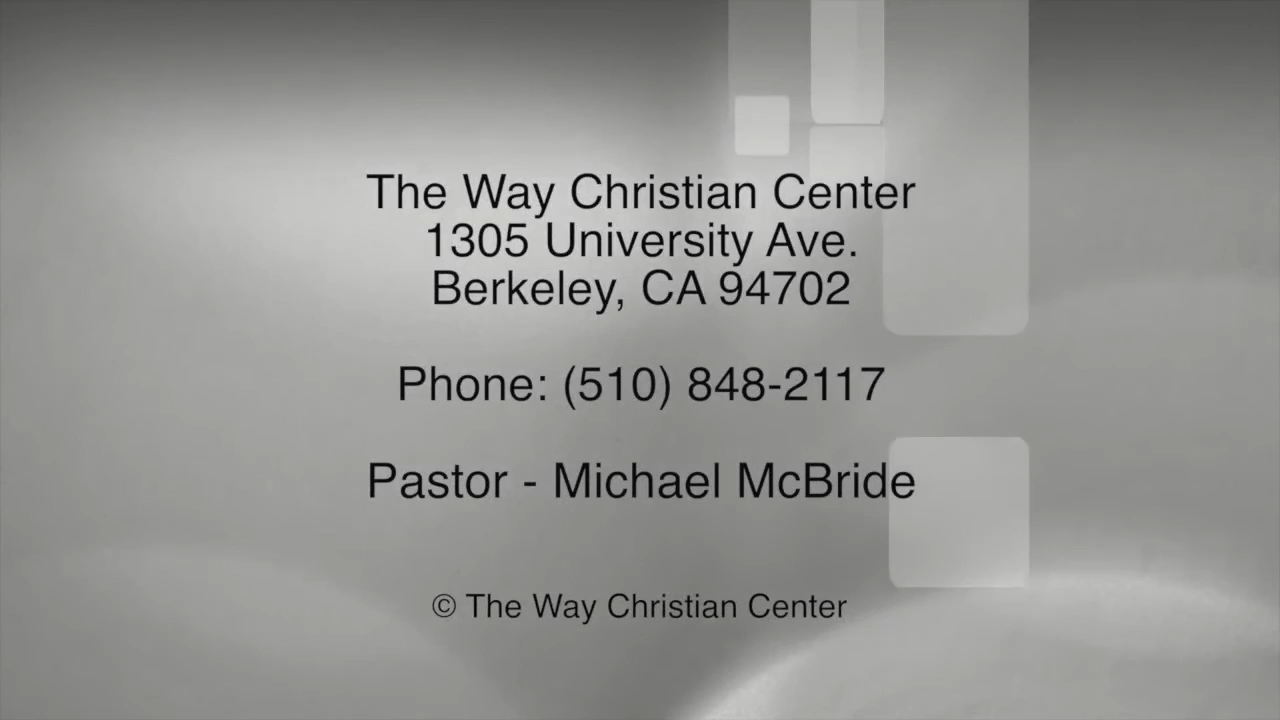 The Way Christian Center
1305 University Ave.
Berkeley, CA 94702
Phone: (510) 848-2117
Pastor - Michael McBride
© The Way Christian Center